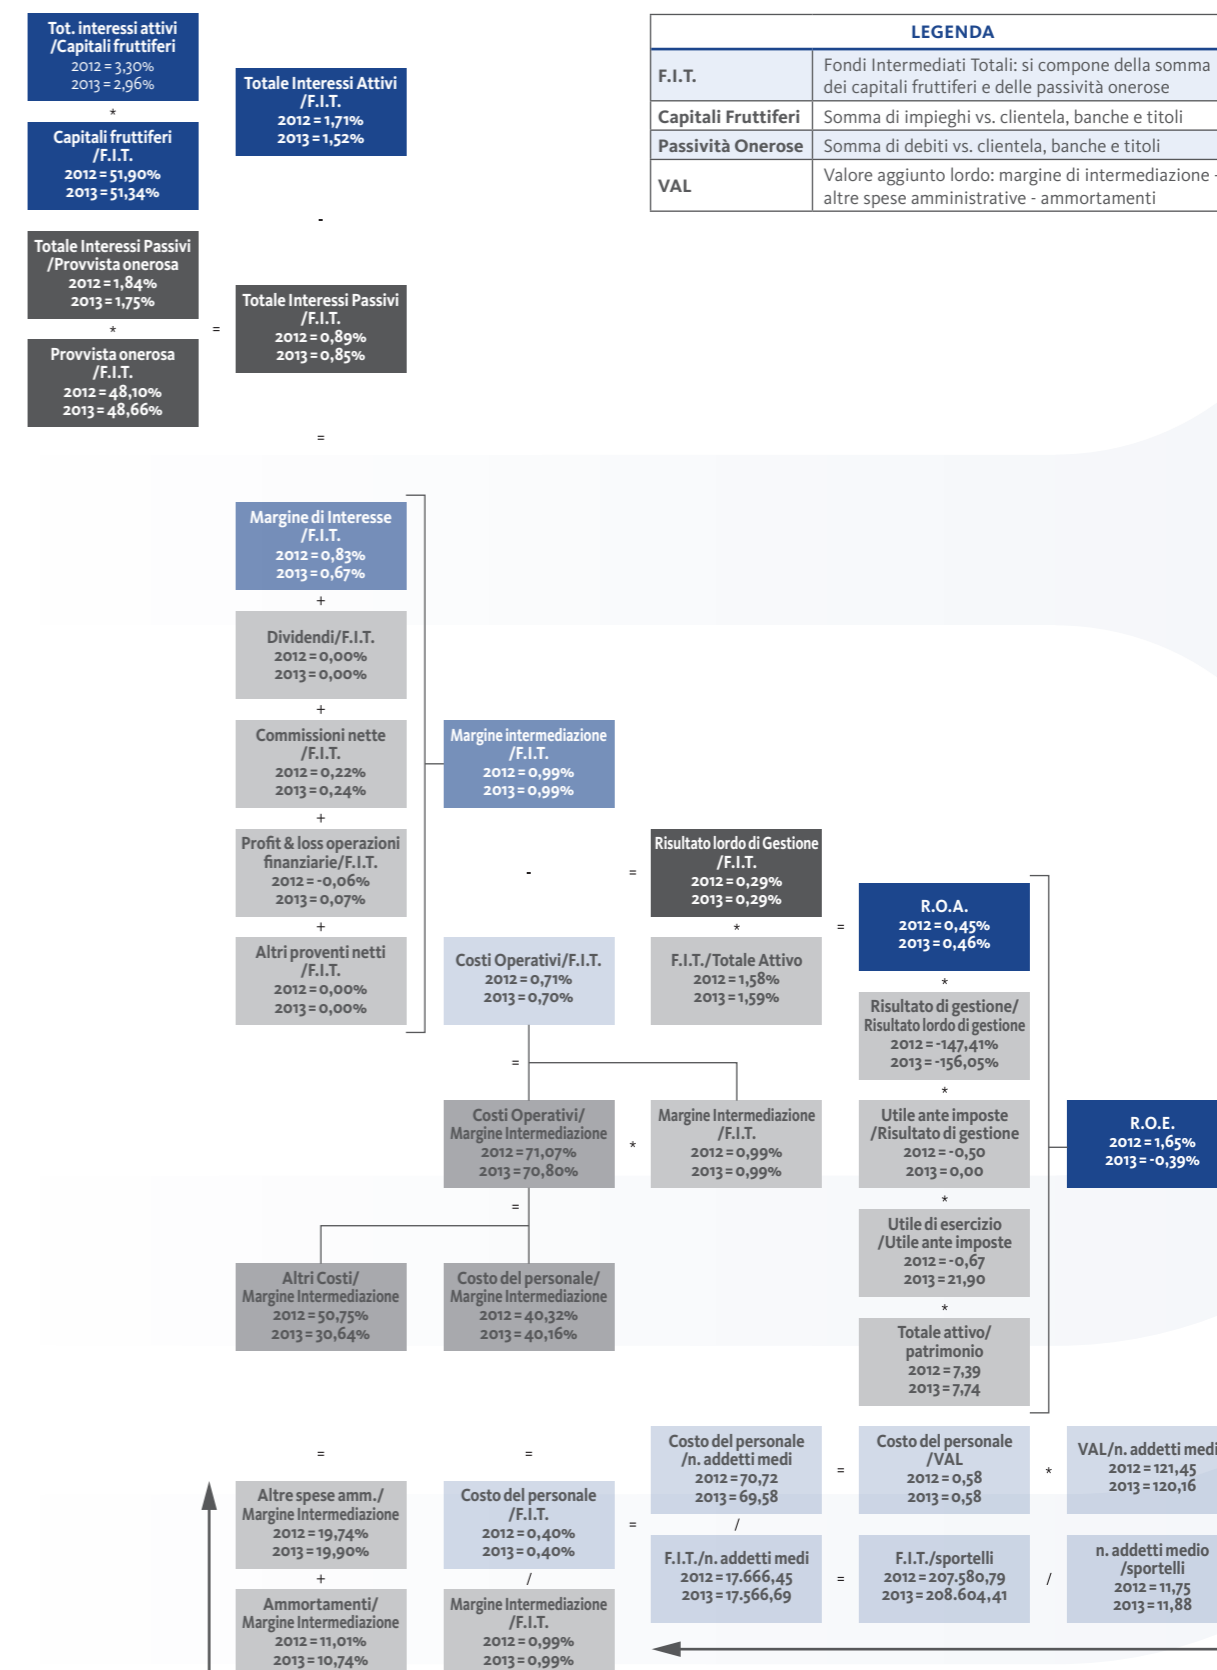 Tot. interessi attivi
/Capitali fruttiferi
2012 = 3,30%
2013 = 2,96%
*
Capitali fruttiferi
/F.I.T.
2012 = 51,90%
2013 = 51,34%
Totale Interessi Attivi
/F.I.T.
2012 = 1,71%
2013 = 1,52%
LEGENDA
F.I.T.
Fondi Intermediati Totali: si compone della somma
dei capitali fruttiferi e delle passività onerose
Capitali Fruttiferi
Somma di impieghi vs. clientela, banche e titoli
Passività Onerose
Somma di debiti vs. clientela, banche e titoli
VAL
Valore aggiunto lordo: margine di intermediazione -
altre spese amministrative - ammortamenti
-
Totale Interessi Passivi
/Provvista onerosa
2012 = 1,84%
2013 = 1,75%
*
Provvista onerosa
/F.I.T.
2012 = 48,10%
2013 = 48,66%
=
Totale Interessi Passivi
/F.I.T.
2012 = 0,89%
2013 = 0,85%
=
Margine di Interesse
/F.I.T.
2012 = 0,83%
2013 = 0,67%
+
Dividendi/F.I.T.
2012 = 0,00%
2013 = 0,00%
+
Commissioni nette
/F.I.T.
2012 = 0,22%
2013 = 0,24%
+
Profit & loss operazioni
finanziarie/F.I.T.
2012 = -0,06%
2013 = 0,07%
+
Altri proventi netti
/F.I.T.
2012 = 0,00%
2013 = 0,00%
Margine intermediazione
/F.I.T.
2012 = 0,99%
2013 = 0,99%
-
Costi Operativi/F.I.T.
2012 = 0,71%
2013 = 0,70%
=
Risultato lordo di Gestione
/F.I.T.
2012 = 0,29%
2013 = 0,29%
*
F.I.T./Totale Attivo
2012 = 1,58%
2013 = 1,59%
=
R.O.A.
2012 = 0,45%
2013 = 0,46%
*
Risultato di gestione/
Risultato lordo di gestione
2012 = -147,41%
2013 = -156,05%
*
Utile ante imposte
/Risultato di gestione
2012 = -0,50
2013 = 0,00
*
Utile di esercizio
/Utile ante imposte
2012 = -0,67
2013 = 21,90
*
Totale attivo/
patrimonio
2012 = 7,39
2013 = 7,74
R.O.E.
2012 = 1,65%
2013 = -0,39%
=
Costi Operativi/
Margine Intermediazione
2012 = 71,07%
2013 = 70,80%
*
Margine Intermediazione
/F.I.T.
2012 = 0,99%
2013 = 0,99%
=
Altri Costi/
Margine Intermediazione
2012 = 50,75%
2013 = 30,64%
Costo del personale/
Margine Intermediazione
2012 = 40,32%
2013 = 40,16%
=
=
Altre spese amm./
Margine Intermediazione
2012 = 19,74%
2013 = 19,90%
+
Ammortamenti/
Margine Intermediazione
2012 = 11,01%
2013 = 10,74%
Costo del personale
/F.I.T.
2012 = 0,40%
2013 = 0,40%
/
Margine Intermediazione
/F.I.T.
2012 = 0,99%
2013 = 0,99%
=
Costo del personale
/n. addetti medi
2012 = 70,72
2013 = 69,58
/
F.I.T./n. addetti medi
2012 = 17.666,45
2013 = 17.566,69
=
Costo del personale
/VAL
2012 = 0,58
2013 = 0,58
*
VAL/n. addetti medi
2012 = 121,45
2013 = 120,16
=
F.I.T./sportelli
2012 = 207.580,79
2013 = 208.604,41
/
n. addetti medio
/sportelli
2012 = 11,75
2013 = 11,88